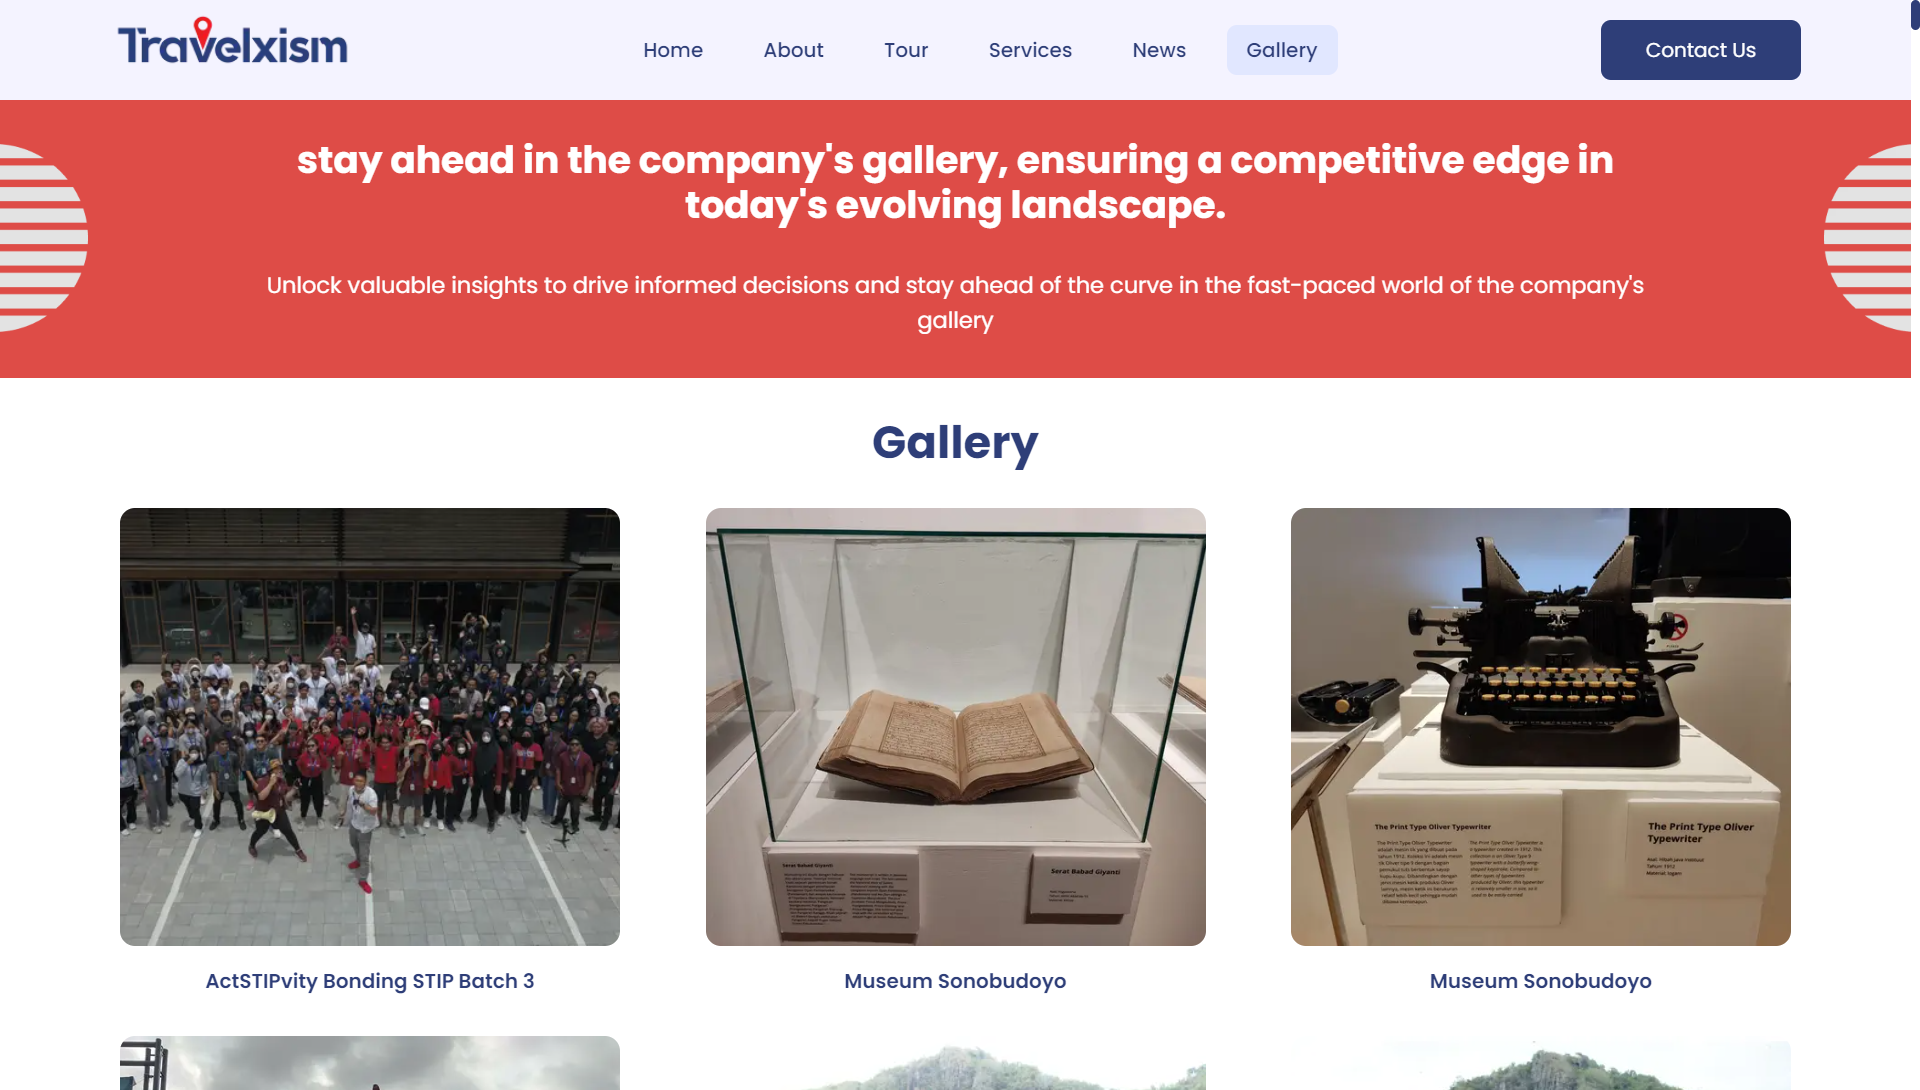 Travelxism
Home
About
Tour
Services
News
Gallery
Contact Us
stay ahead in the company's gallery, ensuring a competitive edge in
today's evolving landscape.
Unlock valuable insights to drive informed decisions and stay ahead of the curve in the fast-paced world of the company's
gallery
Gallery
Serat Babad Giyanti
Serat Babad Giyanti
The Print Type Oliver Typewriter
The Print Type Oliver
Typewriter
ActSTIPvity Bonding STIP Batch 3
Museum Sonobudoyo
Museum Sonobudoyo